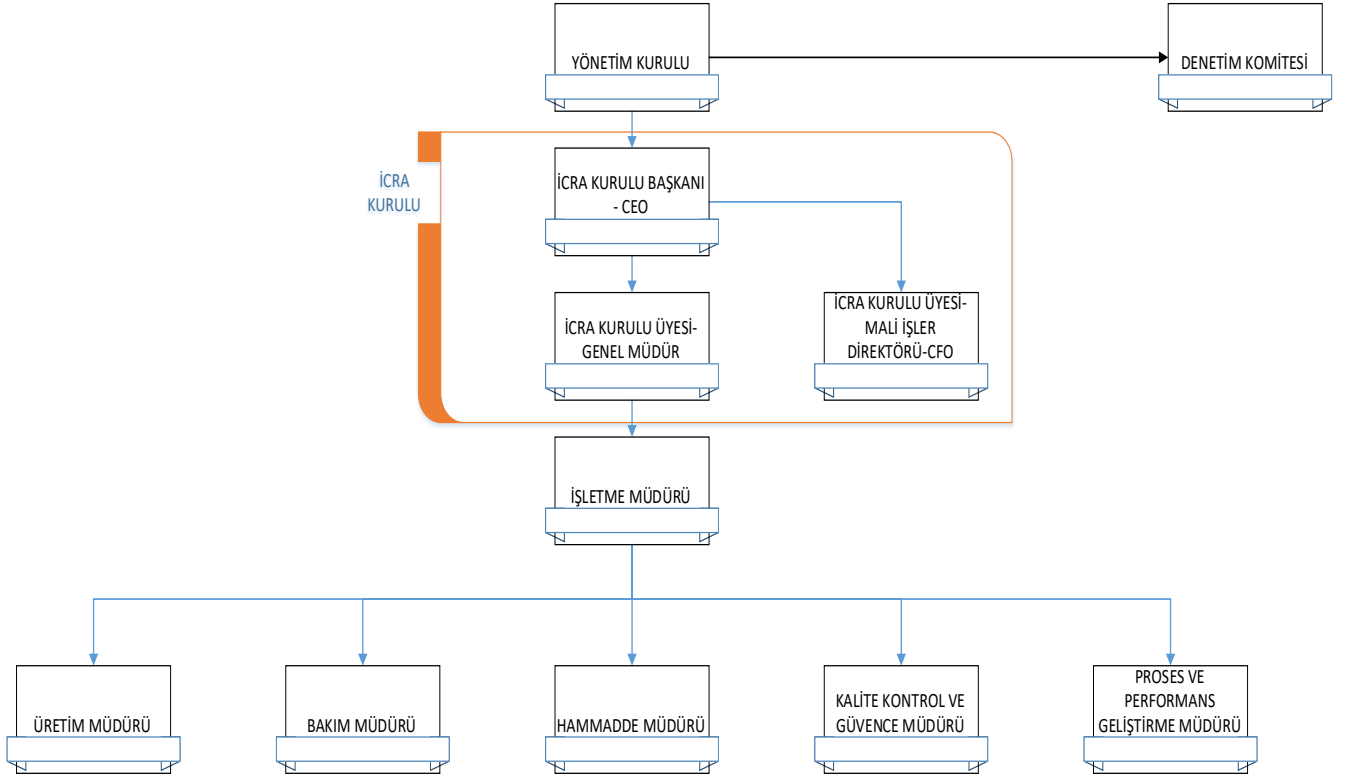 YÖNETİM KURULU
DENETİM KOMİTESİ
İCRA
KURULU
İCRA KURULU BAŞKANI
- CEO
İCRA KURULU ÜYESİ-
GENEL MÜDÜR
İCRA KURULU ÜYESİ-
MALİ İŞLER
DİREKTÖRÜ-CFO
İŞLETME MÜDÜRÜ
ÜRETİM MÜDÜRÜ
BAKIM MÜDÜRÜ
HAMMADDE MÜDÜRÜ
KALİTE KONTROL VE
GÜVENCE MÜDÜRÜ
PROSES VE
PERFORMANS
GELİŞTİRME MÜDÜRÜ